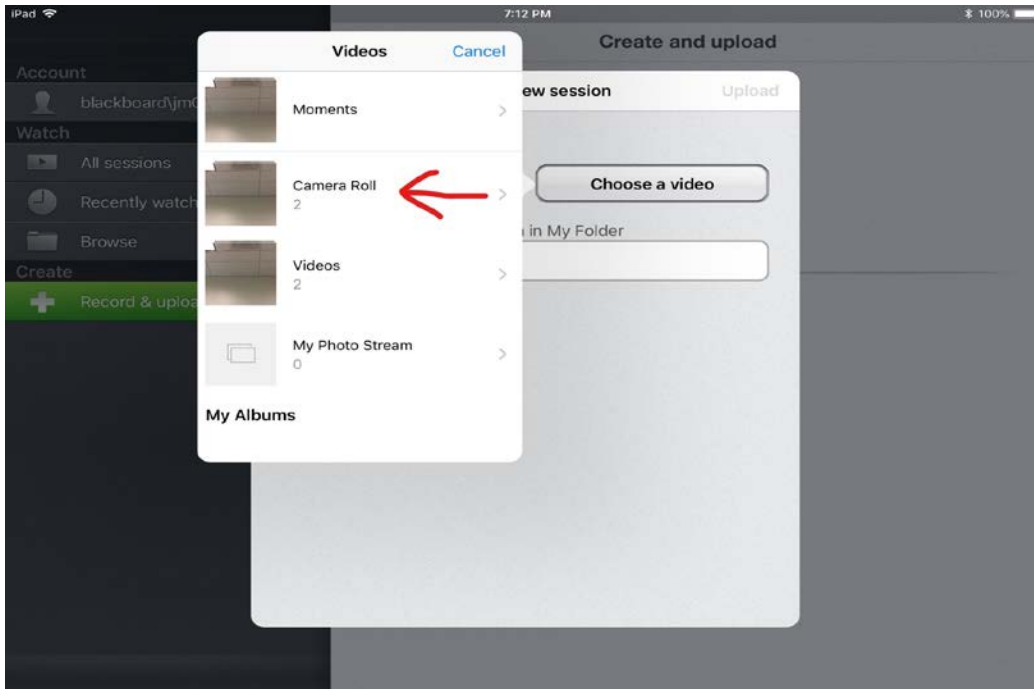 iPad 7:12 PM 100%
Create and upload
Account
blackboard\jm
Watch
All sessions
Recently watch
Browse
Create
Record & uploa
Videos Cancel
Moments
Camera Roll
2
Videos
2
My Photo Stream
0
My Albums
ew session Upload
Choose a video
in My Folder